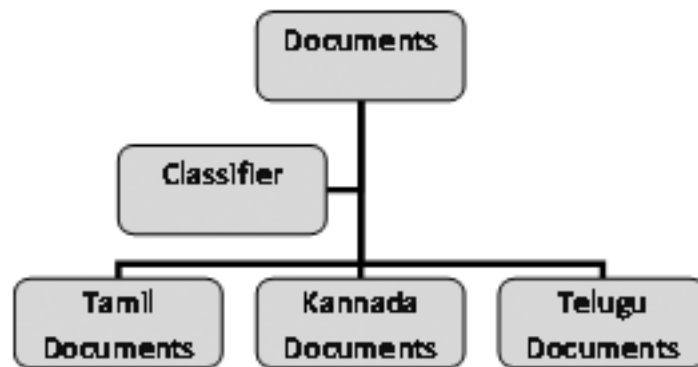 Documents
Classifier
Tamil
Documents
Kannada
Documents
Telugu
Documents